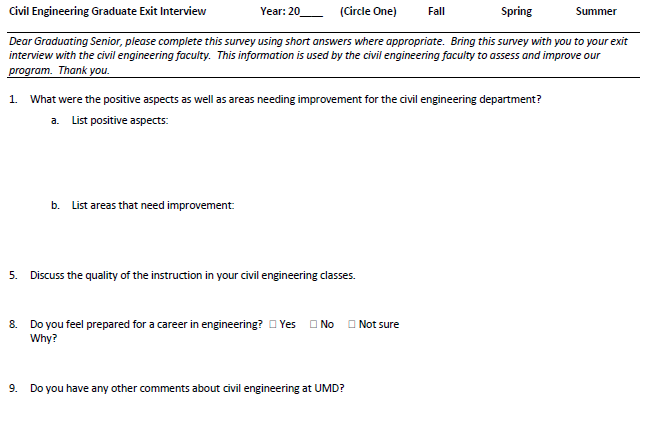 Civil Engineering Graduate Exit Interview Year: 20____ (Circle One) Fall Spring Summer
Dear Graduating Senior, please complete this survey using short answers where appropriate. Bring this survey with you to your exit
interview with the civil engineering faculty. This information is used by the civil engineering faculty to assess and improve our
program. Thank you.
1. What were the positive aspects as well as areas needing improvement for the civil engineering department?
a. List positive aspects:
b. List areas that need improvement:
5. Discuss the quality of the instruction in your civil engineering classes.
8. Do you feel prepared for a career in engineering? □ Yes □ No □ Not sure
Why?
9. Do you have any other comments about civil engineering at UMD?